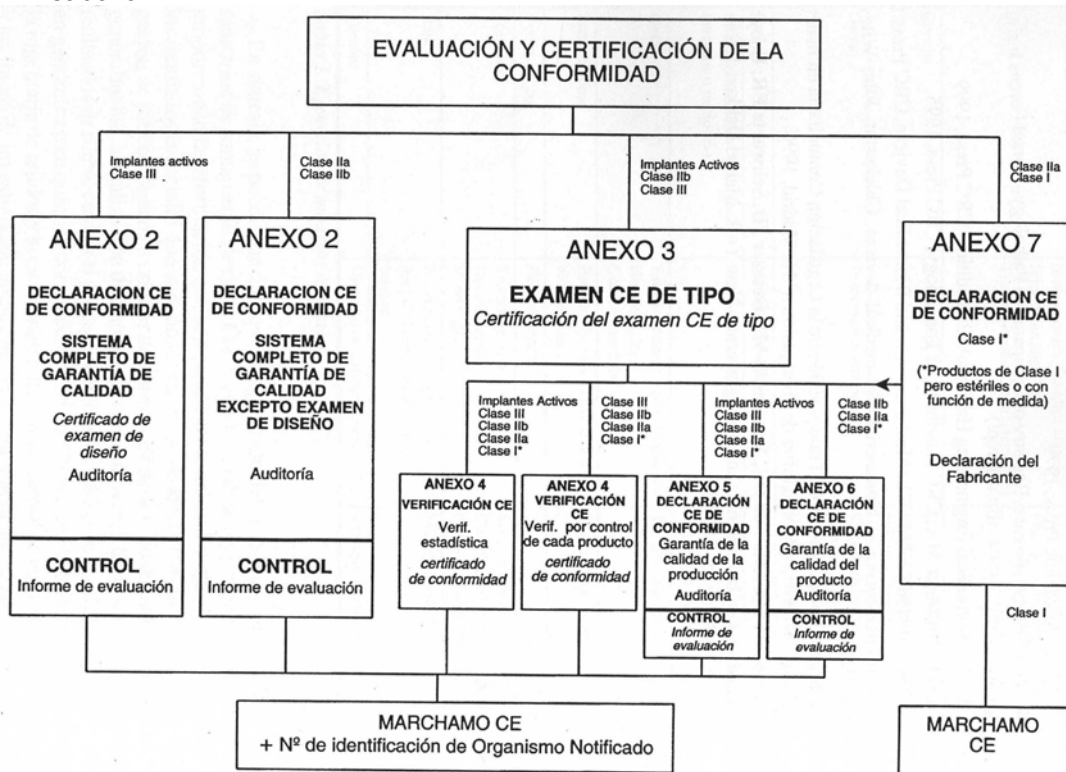 EVALUACIÓN Y CERTIFICACIÓN DE LA
CONFORMIDAD
Implantes activos
Clase III
Clase IIa
Clase IIb
Implantes Activos
Clase IIb
Clase III
Clase IIa
Clase I
ANEXO 2
DECLARACION CE
DE CONFORMIDAD
SISTEMA
COMPLETO DE
GARANTÍA DE
CALIDAD
Certificado de
examen de
diseño
Auditoría
CONTROL
Informe de evaluación
ANEXO 2
DECLARACION CE
DE CONFORMIDAD
SISTEMA
COMPLETO DE
GARANTÍA DE
CALIDAD
EXCEPTO EXAMEN
DE DISEÑO
Auditoría
CONTROL
Informe de evaluación
ANEXO 3
EXAMEN CE DE TIPO
Certificación del examen CE de tipo
ANEXO 7
DECLARACION CE
DE CONFORMIDAD
Clase I*
(*Productos de Clase I
pero estériles o con
función de medida)
Declaración del
Fabricante
Implantes Activos
Clase III
Clase IIb
Clase IIa
Clase I*
Clase III
Clase IIb
Clase IIa
Clase I*
Implantes Activos
Clase III
Clase IIb
Clase IIa
Clase I*
Clase IIb
Clase IIa
Clase I*
ANEXO 4
VERIFICACIÓN CE
Verif.
estadística
certificado
de conformidad
ANEXO 4
VERIFICACIÓN
CE
Verif. por control
de cada producto
certificado
de conformidad
ANEXO 5
DECLARACIÓN
CE DE
CONFORMIDAD
Garantía de la
calidad de la
producción
Auditoría
CONTROL
Informe de
evaluación
ANEXO 6
DECLARACIÓN
CE DE
CONFORMIDAD
Garantía de la
calidad del
producto
Auditoría
CONTROL
Informe de
evaluación
Clase I
MARCHAMO CE
+ Nº de identificación de Organismo Notificado
MARCHAMO
CE